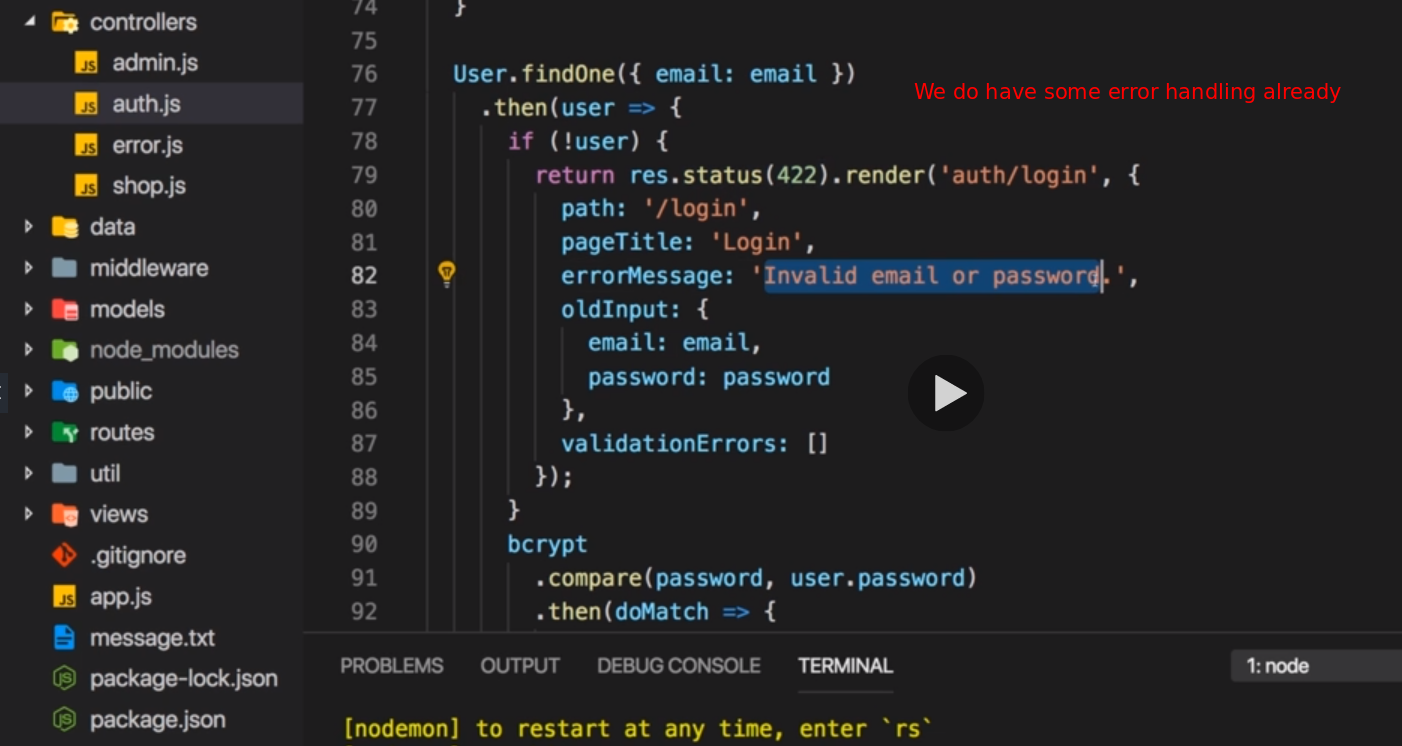 controllers
admin.js
auth.js
error.js
shop.js
data
middleware
models
node_modules
public
routes
util
views
.gitignore
app.js
message.txt
package-lock.json
package.json
74 }
75
76 User.findOne({ email: email })
We do have some error handling already
77 .then(user => {
78 if (!user) {
79 return res.status(422).render('auth/login', {
80 path: '/login',
81 pageTitle: 'Login',
82 errorMessage: 'Invalid email or password.',
83 oldInput: {
84 email: email,
85 password: password
86 },
87 validationErrors: []
88 });
89 }
90 bcrypt
91 .compare(password, user.password)
92 .then(doMatch => {
PROBLEMS OUTPUT DEBUG CONSOLE TERMINAL 1: node
[nodemon] to restart at any time, enter `rs`